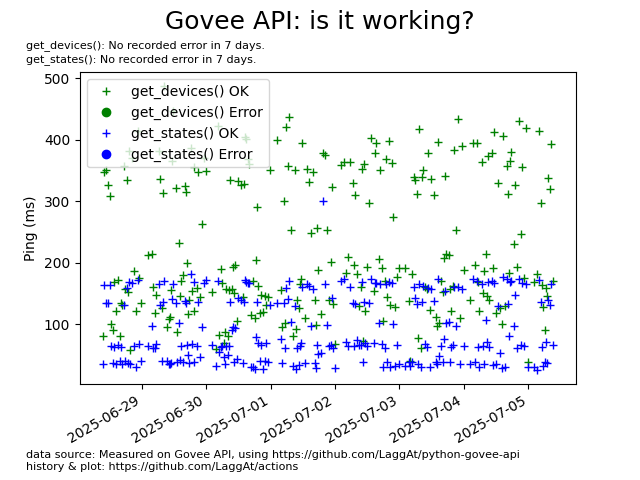 Govee API: is it working?
get_devices(): No recorded error in 7 days.
get_states(): No recorded error in 7 days.
500
400
300
200
100
Ping (ms)
get_devices() OK
get_devices() Error
get_states() OK
get_states() Error
2025-06-29
2025-06-30
2025-07-01
2025-07-02
2025-07-03
2025-07-04
2025-07-05
data source: Measured on Govee API, using https://github.com/LaggAt/python-govee-api
history & plot: https://github.com/LaggAt/actions